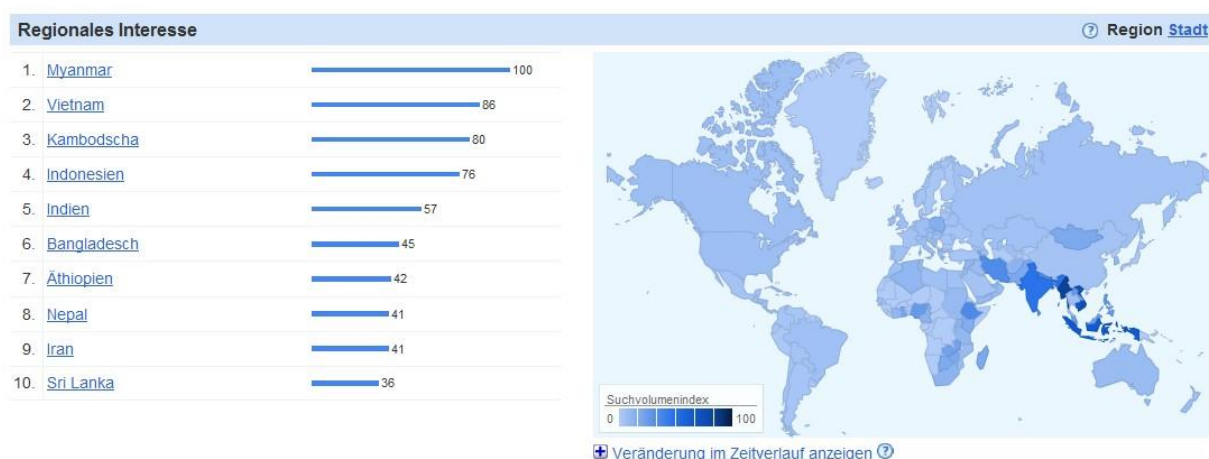 Regionales Interesse
Region Stadt
1. Myanmar 100
2. Vietnam 86
3. Kambodscha 80
4. Indonesien 76
5. Indien 57
6. Bangladesch 45
7. Äthiopien 42
8. Nepal 41
9. Iran 41
10. Sri Lanka 36
Suchvolumenindex
0 100
Veränderung im Zeitverlauf anzeigen